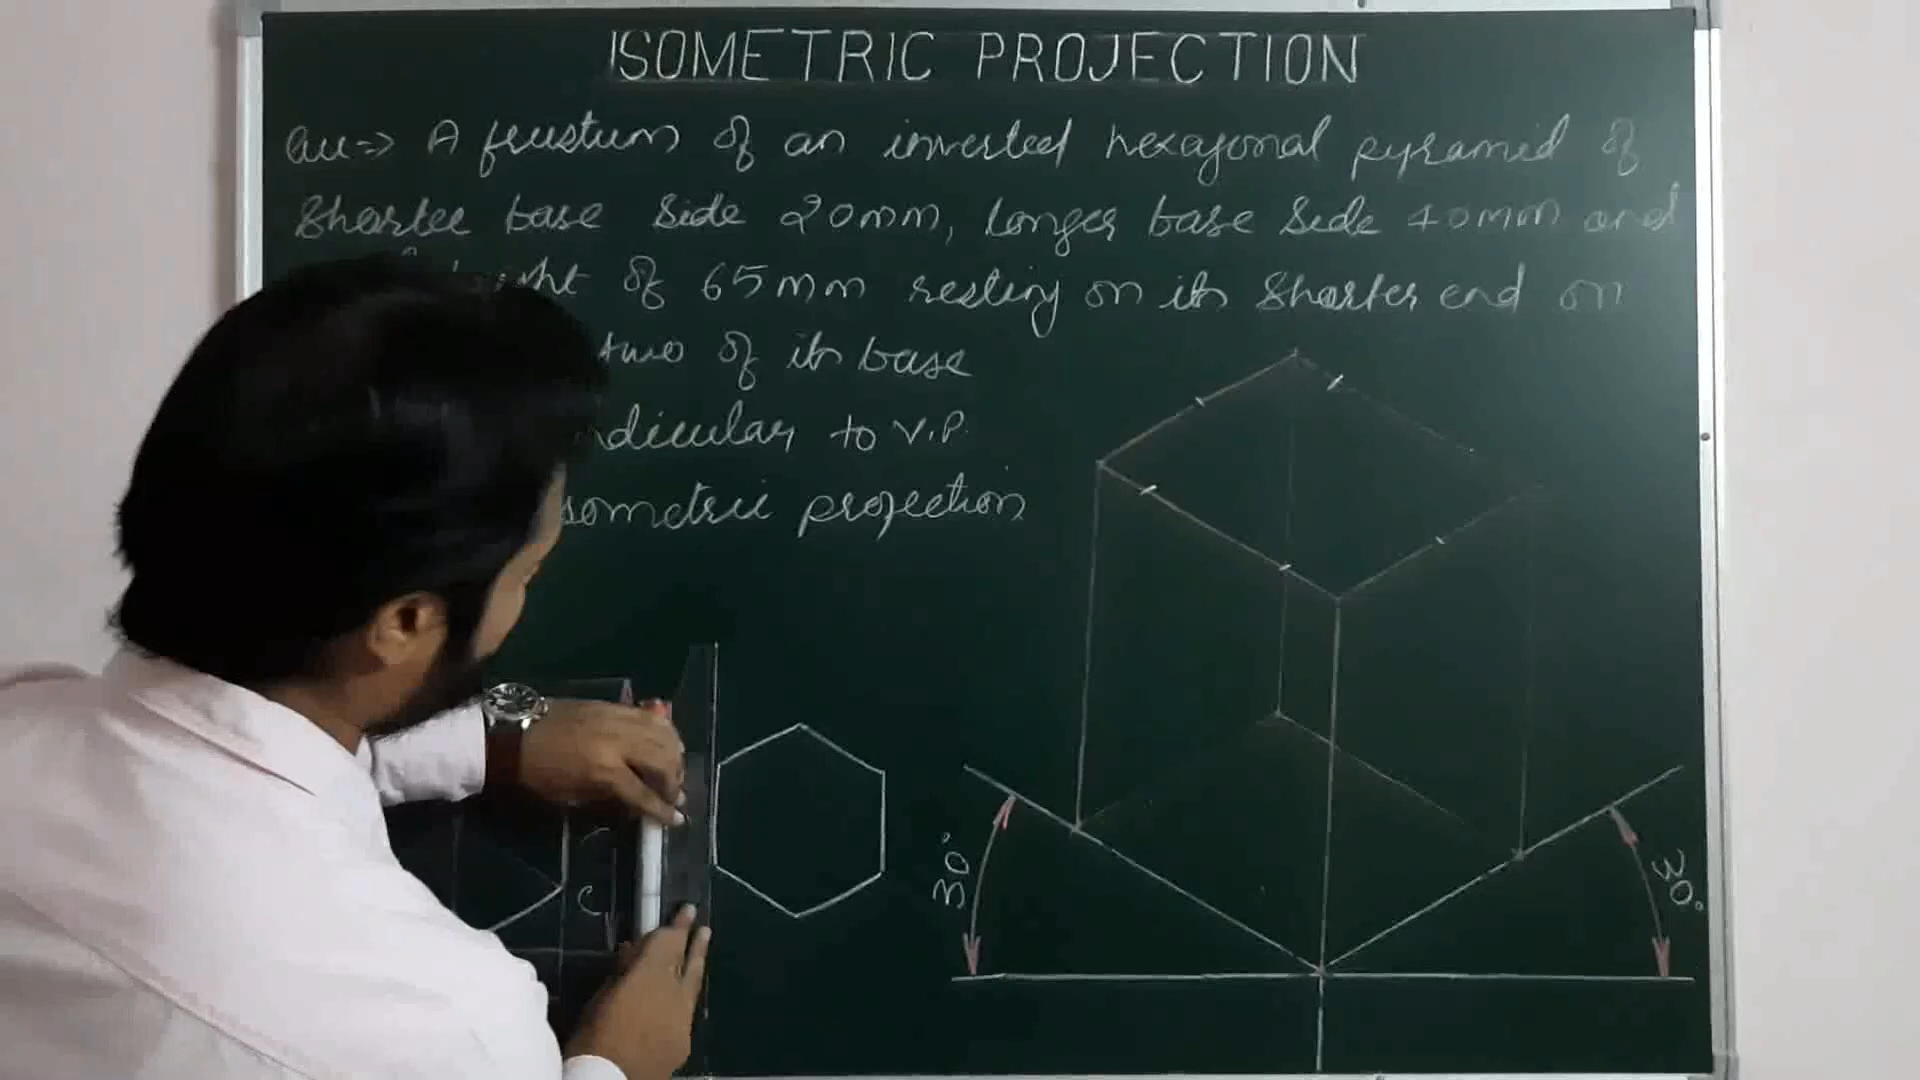 ISOMETRIC PROJECTION
Qu=> A frustum of an inverted hexagonal pyramid of
Shorter base side 20mm, longer base side 40mm and
of 65mm resting on its shorter end on
two of its base
to V.P.
isometric projection
30°
30°
C
C